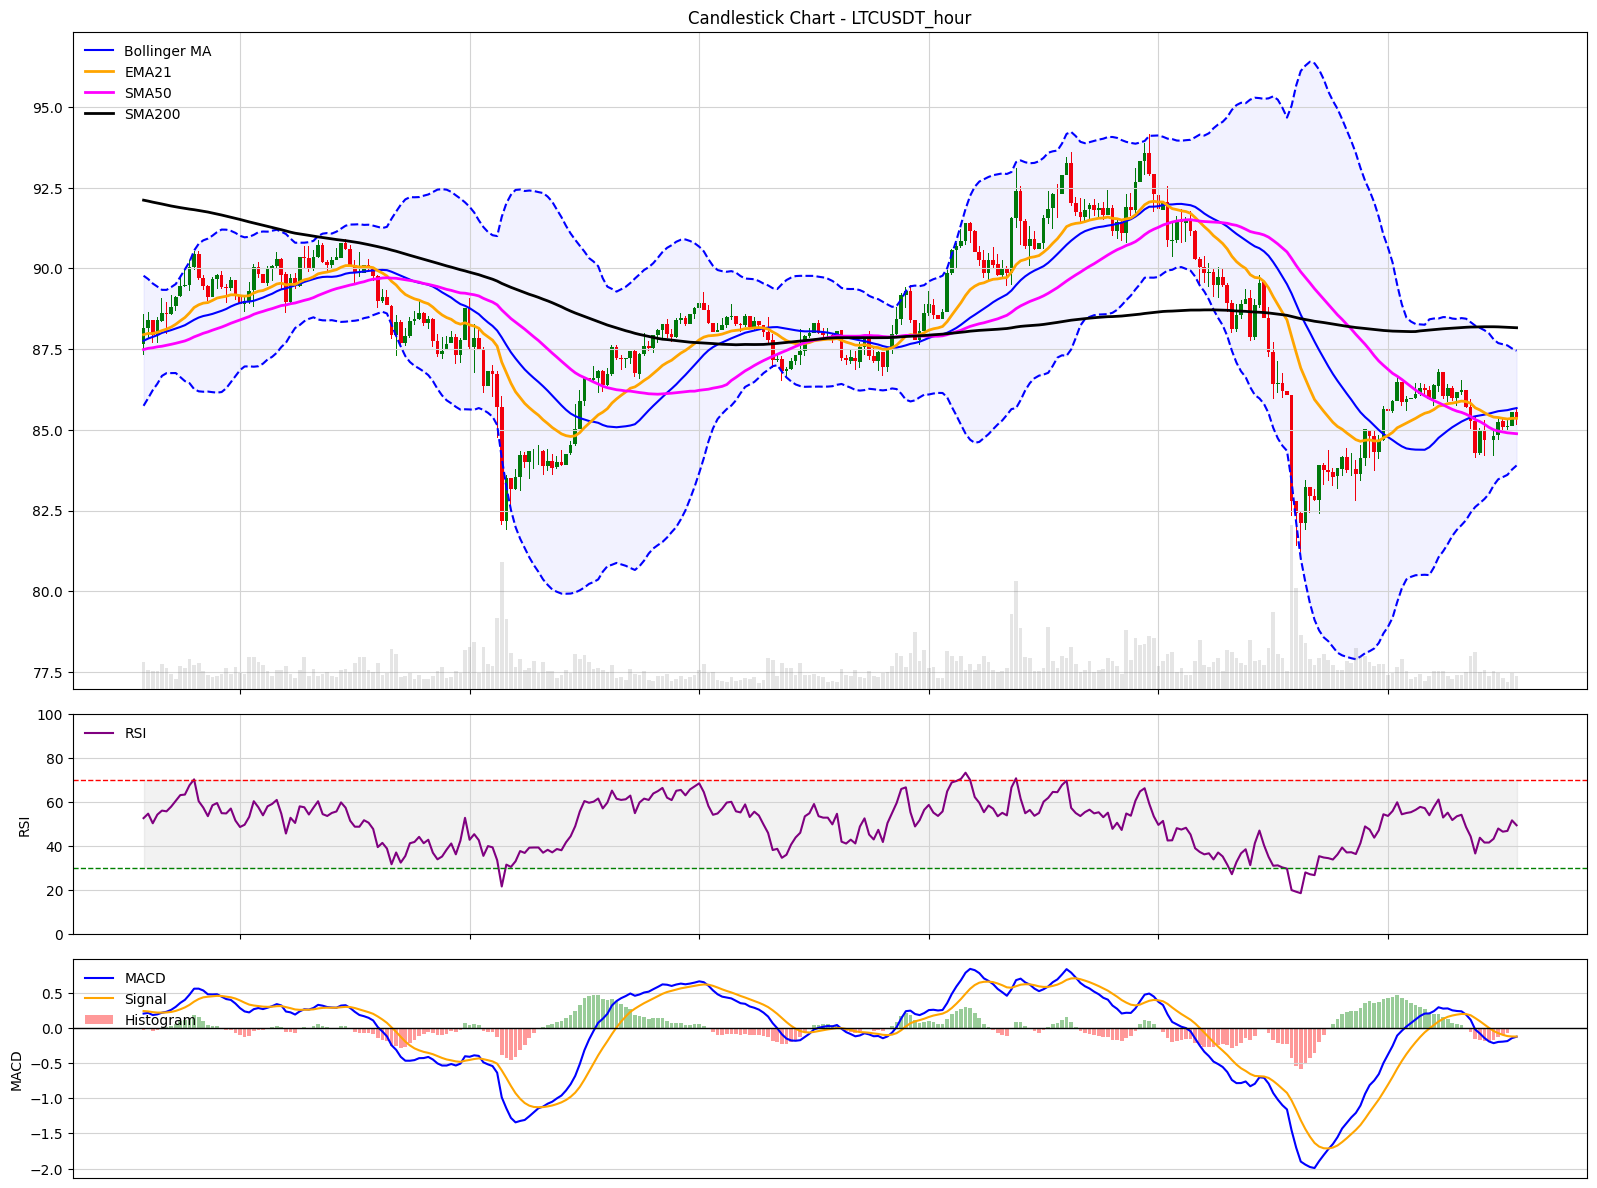 Candlestick Chart - LTCUSDT_hour
Bollinger MA
EMA21
SMA50
SMA200
95.0
92.5
90.0
87.5
85.0
82.5
80.0
77.5
RSI
100
80
60
40
20
0
RSI
MACD
Signal
Histogram
0.5
0.0
−0.5
−1.0
−1.5
−2.0
MACD